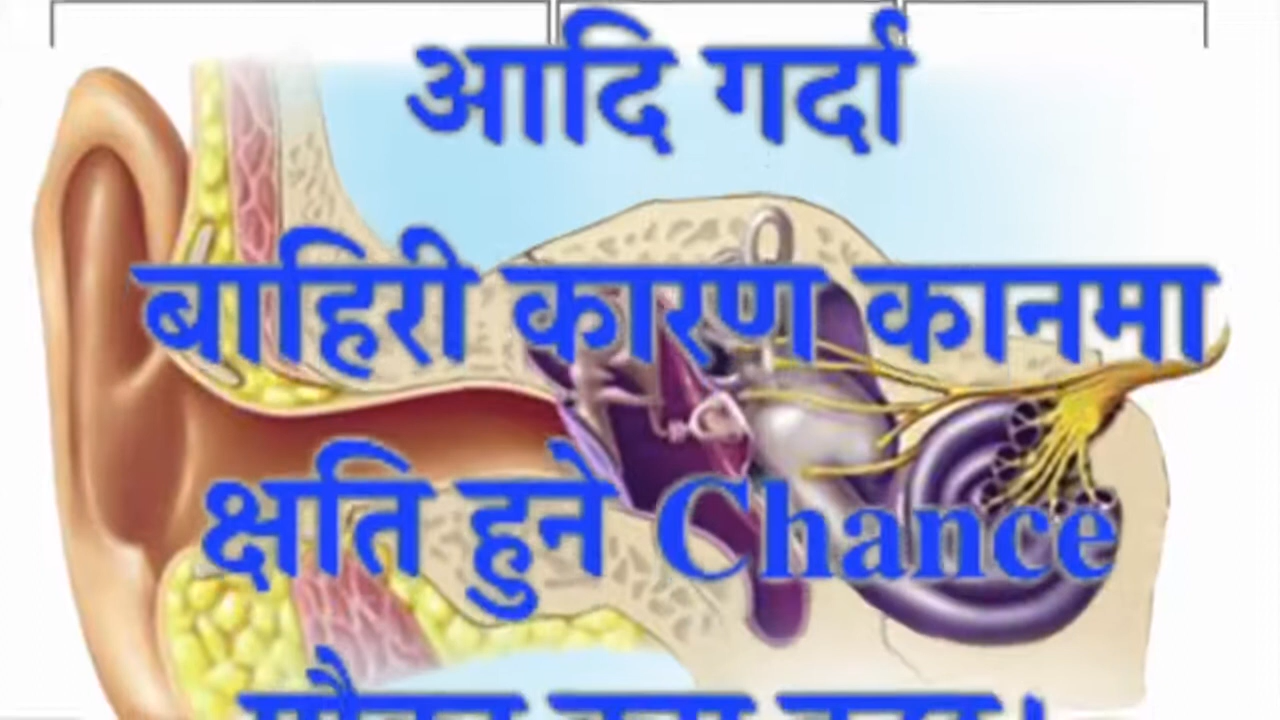 आदि गर्दा
बाहिरी कारण कानमा
क्षति हुने Chance